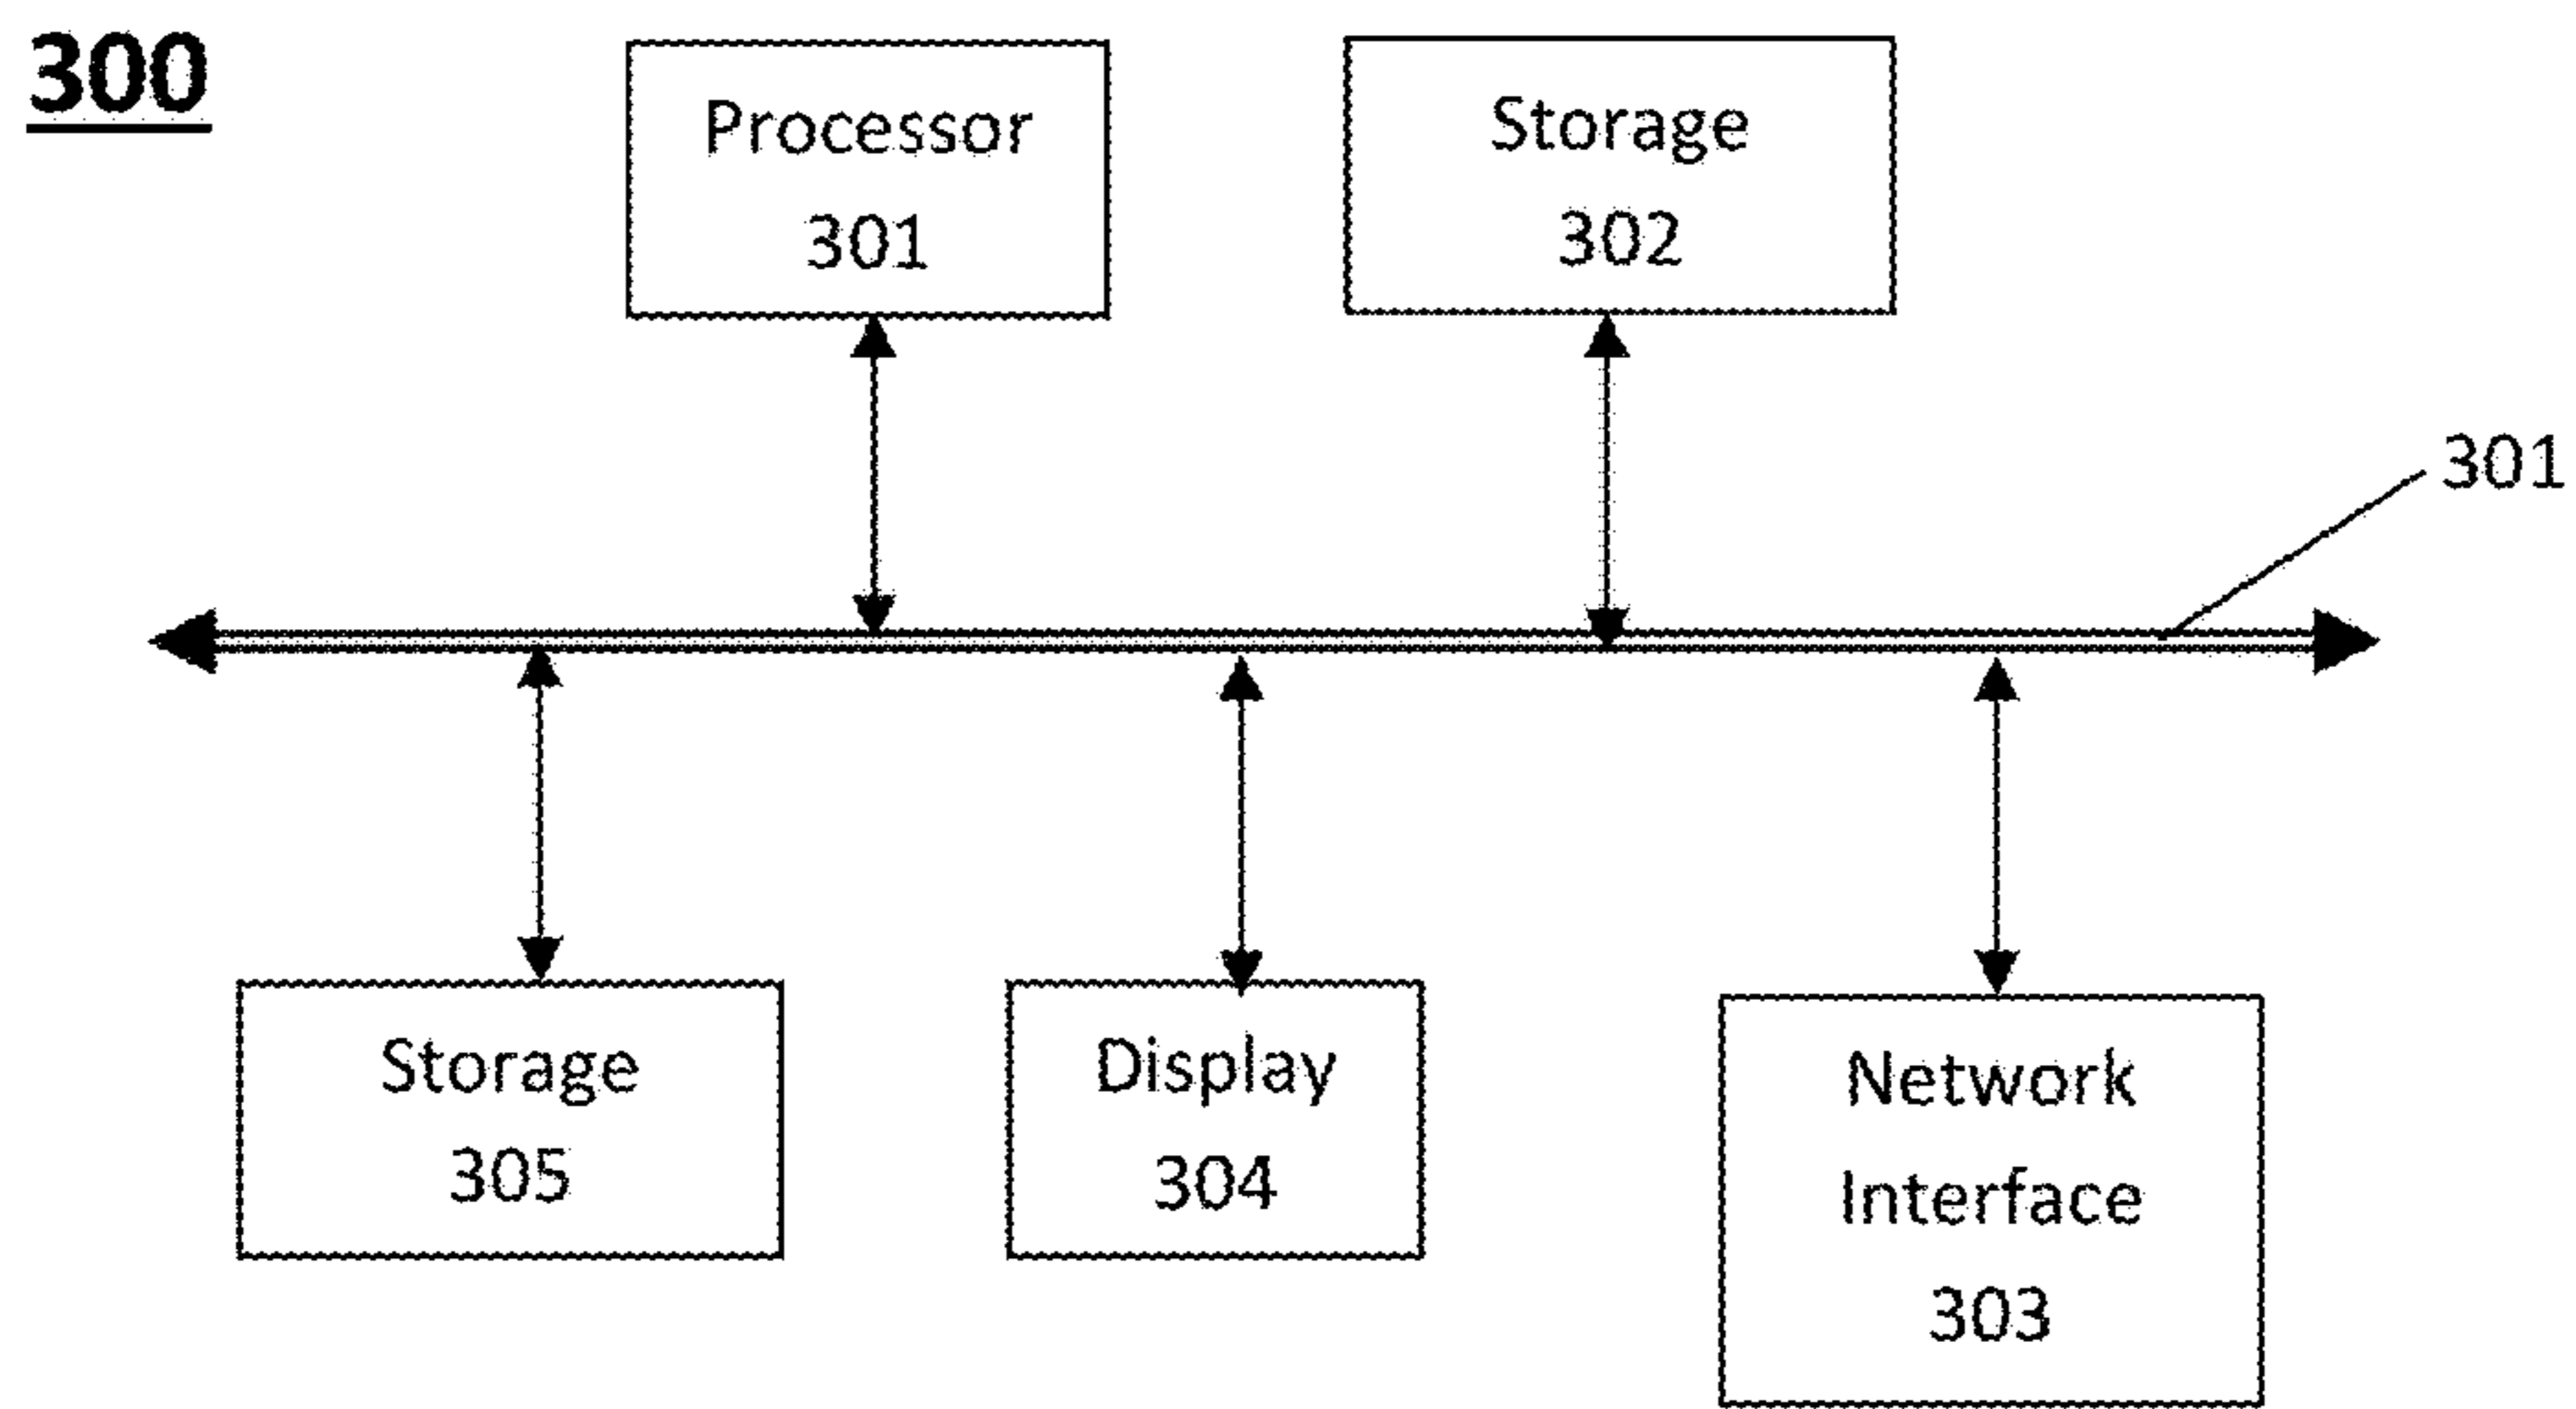 300
Processor
301
Storage
302
301
Storage
305
Display
304
Network
Interface
303